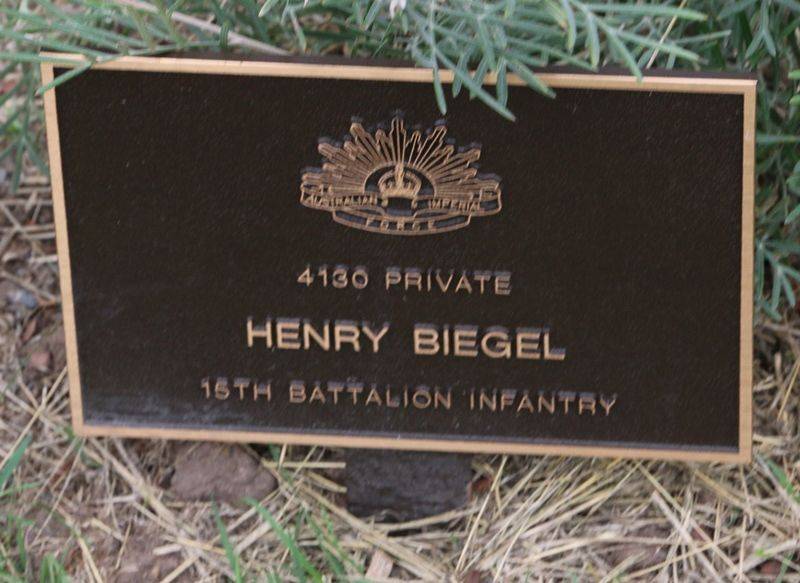 AUSTRALIAN IMPERIAL
FORCE
4130 PRIVATE
HENRY BIEGEL
15TH BATTALION INFANTRY